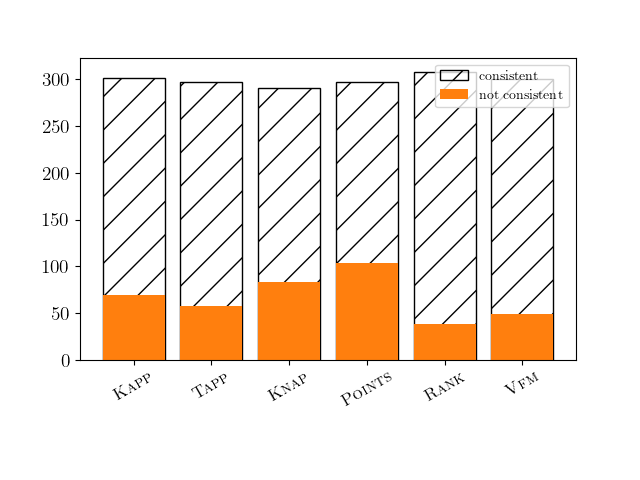 300
250
200
150
100
50
0
consistent
not consistent
Kapp
Tapp
Knap
Points
Rank
Vfm